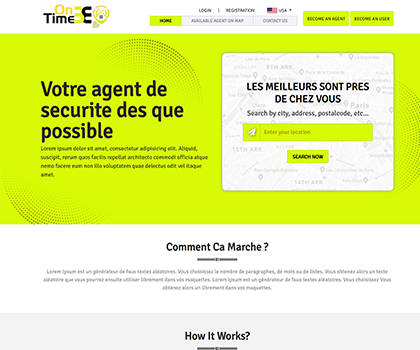 On
Time
LOGIN | REGISTRATION USA
HOME AVAILABLE AGENT ON MAP CONTACT US
BECOME AN AGENT BECOME AN USER
Votre agent de
securite des que
possible
Lorem ipsum dolor sit amet, consectetur adipisicing elit. Aliquid,
suscipit, rerum quasi repellat architecto commodi officia atque
nemo facere eum non illo voluptatem quae delectus odit vel itaque
amet.
LES MEILLEURS SONT PRES
DE CHEZ VOUS
Search by city, address, postalcode, etc...
Enter your location
SEARCH NOW
Comment Ca Marche ?
Lorem Ipsum est un générateur de faux textes aléatoires. Vous choisissez le nombre de paragraphes, de mots ou de listes. Vous obtenez alors un texte
aléatoire que vous pourrez ensuite utiliser librement dans vos maquettes. Lorem Ipsum est un générateur de faux textes aléatoires. Vous obtenez alors
librement dans vos maquettes.
How It Works?